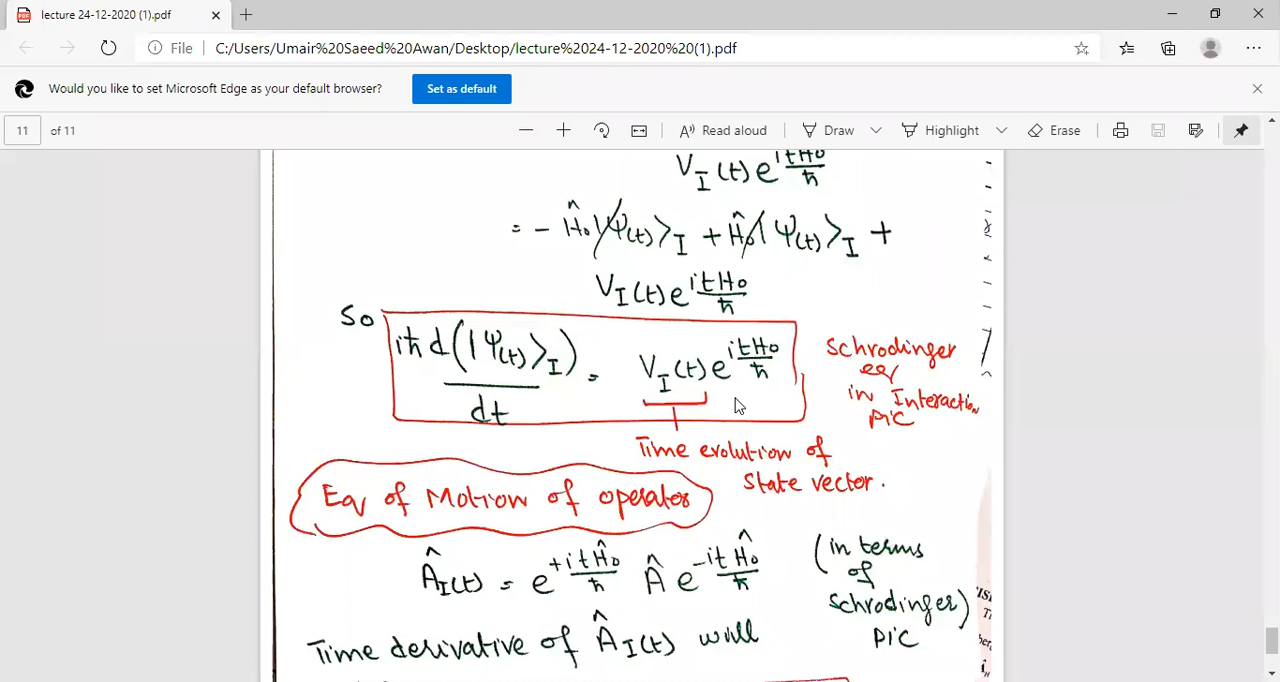 lecture 24-12-2020 (1).pdf
File C:/Users/Umair%20Saeed%20Awan/Desktop/lecture%2024-12-2020%20(1).pdf
Would you like to set Microsoft Edge as your default browser? Set as default
11 of 11 Read aloud Draw Highlight Erase
V_I(t) e^{itH₀/ħ}
= - Ĥ₀|Ψ(t)>_I + Ĥ₀|Ψ(t)>_I +
V_I(t) e^{itH₀/ħ}
So
iħ d(|Ψ(t)>_I)/dt = V_I(t) e^{itH₀/ħ}
Schrodinger
eq
in Interaction
PiC
Time evolution of
State vector.
Eq of Motion of operator
Â_I(t) = e^{+itĤ₀/ħ} Â e^{-itĤ₀/ħ}
(in terms
of
Schrodinger)
PiC
Time derivative of Â_I(t) will